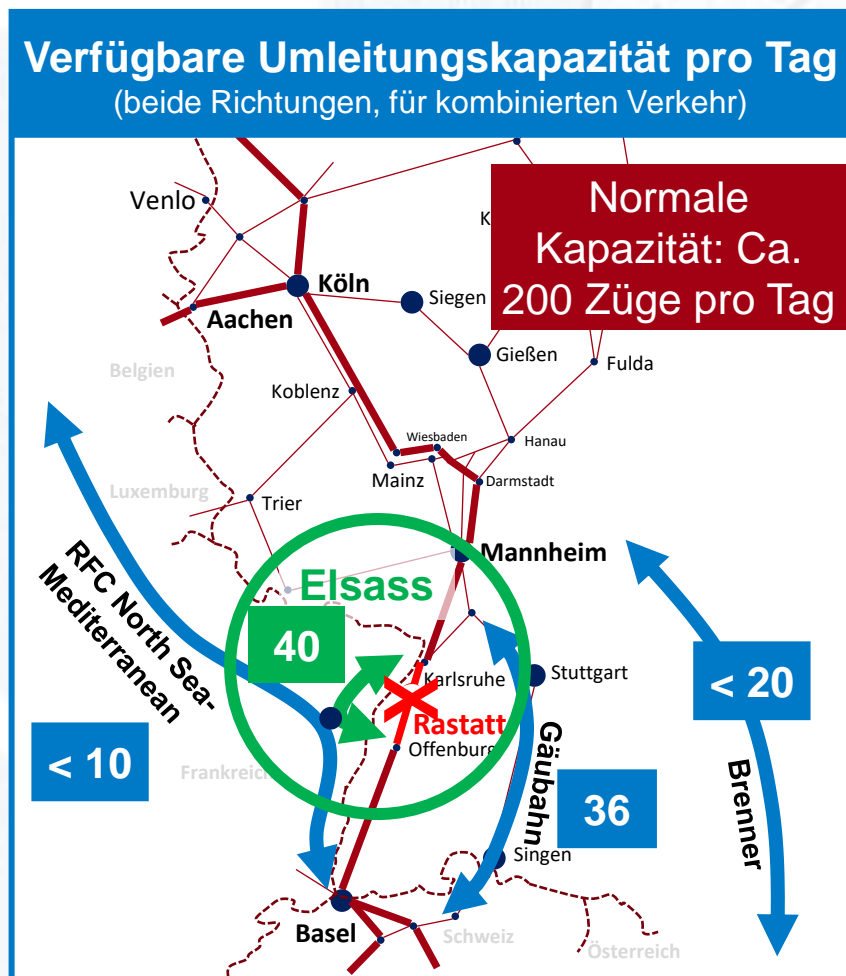 Verfügbare Umleitungskapazität pro Tag
(beide Richtungen, für kombinierten Verkehr)
Normale
Kapazität: Ca.
200 Züge pro Tag
Venlo
Köln
Aachen
Siegen
Gießen
Fulda
Belgien
Koblenz
Wiesbaden
Hanau
Mainz
Darmstadt
Luxemburg
Trier
Mannheim
RFC North Sea-
Mediterranean
Elsass
40
Karlsruhe
Stuttgart
< 20
Rastatt
Offenburg
Gäubahn
< 10
Frankreich
36
Brenner
Singen
Basel
Schweiz
Österreich